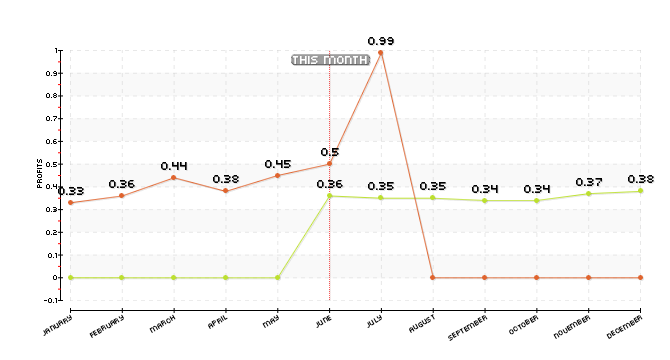 0.99
THIS MONTH
1
0.9
0.8
0.7
0.6
0.5
0.4
0.3
0.2
0.1
0
-0.1
PROFITS
0.33
0.36
0.44
0.38
0.45
0.5
0.36
0.35
0.35
0.34
0.34
0.37
0.38
JANUARY
FEBRUARY
MARCH
APRIL
MAY
JUNE
JULY
AUGUST
SEPTEMBER
OCTOBER
NOVEMBER
DECEMBER